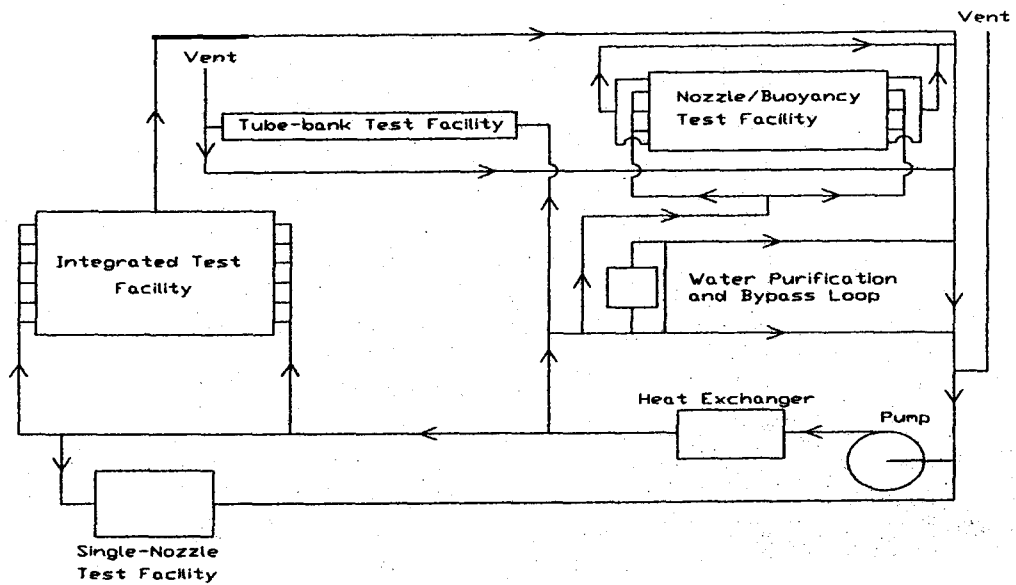 Vent
Vent
Tube-bank Test Facility
Nozzle/Buoyancy
Test Facility
Integrated Test
Facility
Water Purification
and Bypass Loop
Heat Exchanger
Pump
Single-Nozzle
Test Facility